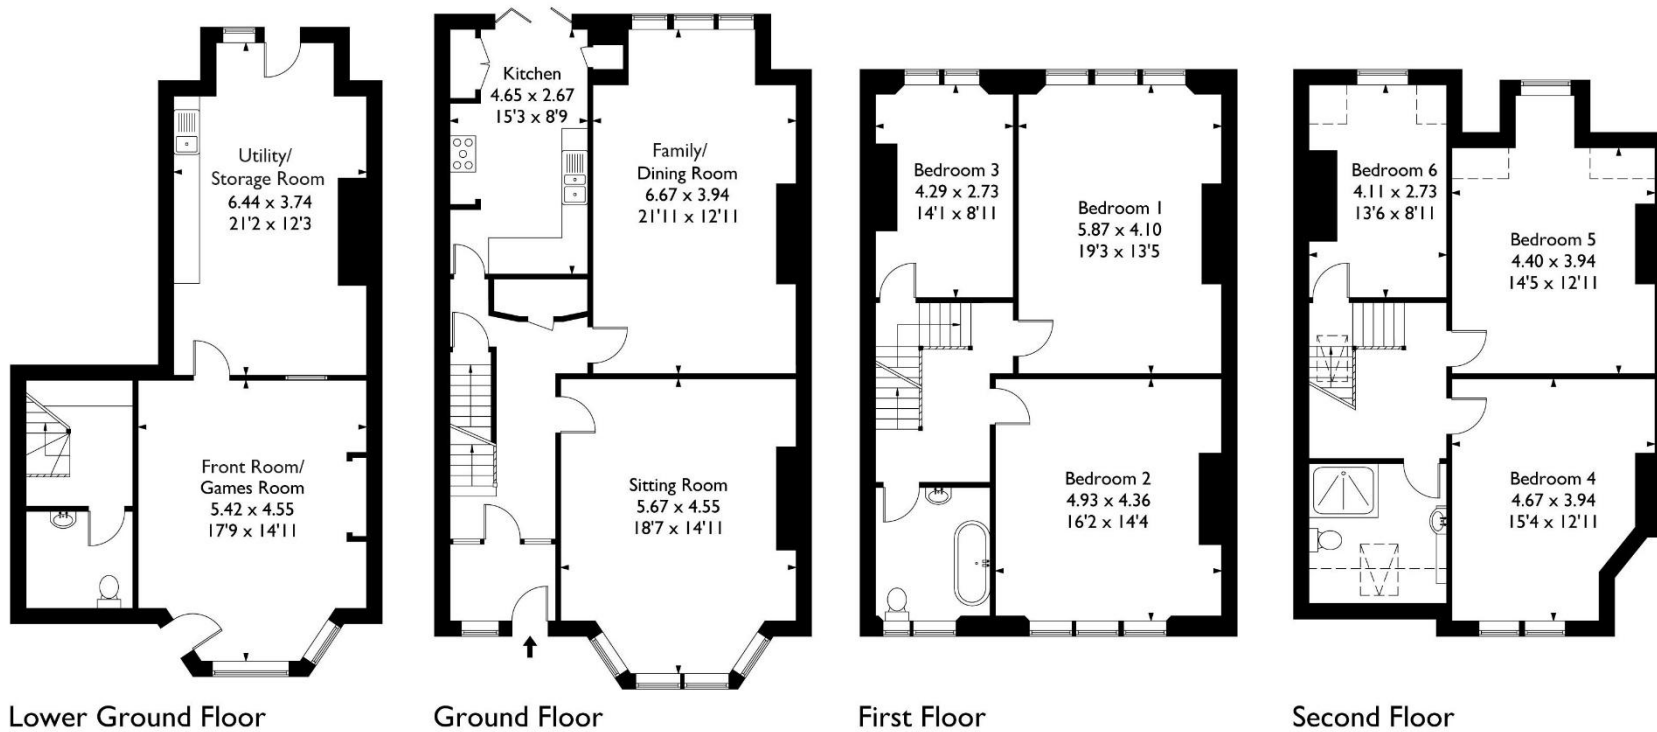 Utility/
Storage Room
6.44 x 3.74
21'2 x 12'3
Front Room/
Games Room
5.42 x 4.55
17'9 x 14'11
Lower Ground Floor
Kitchen
4.65 x 2.67
15'3 x 8'9
Family/
Dining Room
6.67 x 3.94
21'11 x 12'11
Sitting Room
5.67 x 4.55
18'7 x 14'11
Ground Floor
Bedroom 3
4.29 x 2.73
14'1 x 8'11
Bedroom 1
5.87 x 4.10
19'3 x 13'5
Bedroom 2
4.93 x 4.36
16'2 x 14'4
First Floor
Bedroom 6
4.11 x 2.73
13'6 x 8'11
Bedroom 5
4.40 x 3.94
14'5 x 12'11
Bedroom 4
4.67 x 3.94
15'4 x 12'11
Second Floor